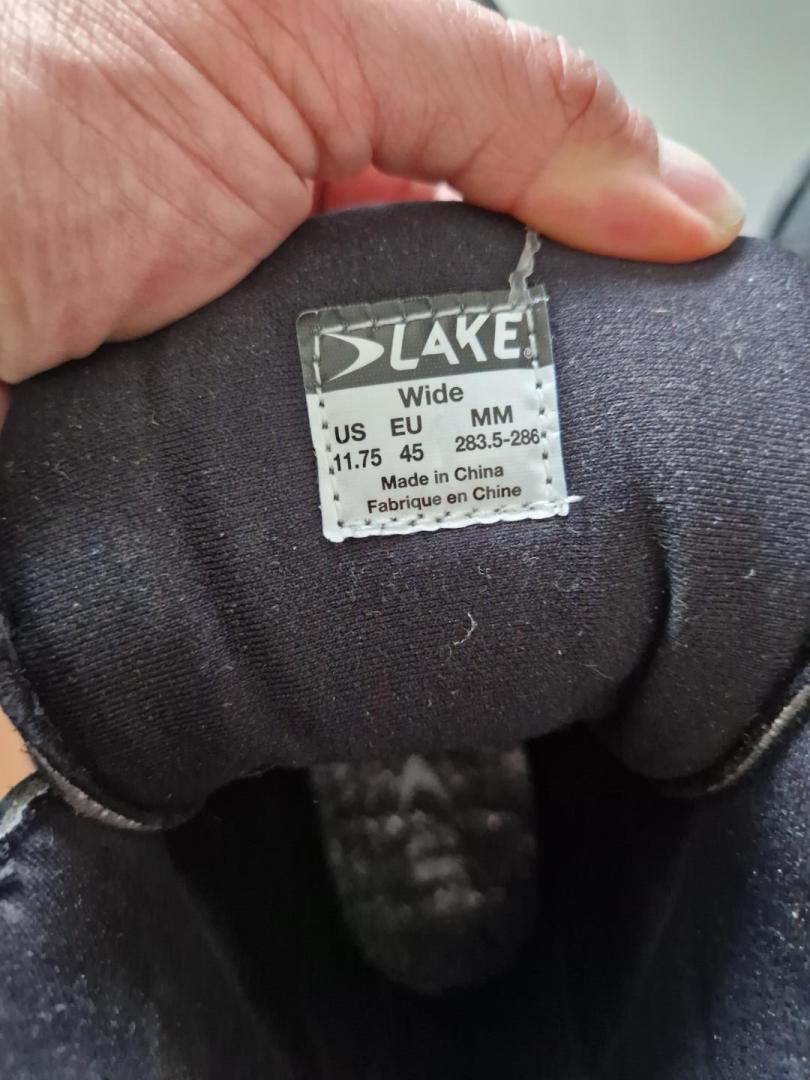 LAKE®
Wide
US EU MM
11.75 45 283.5-286
Made in China
Fabrique en Chine